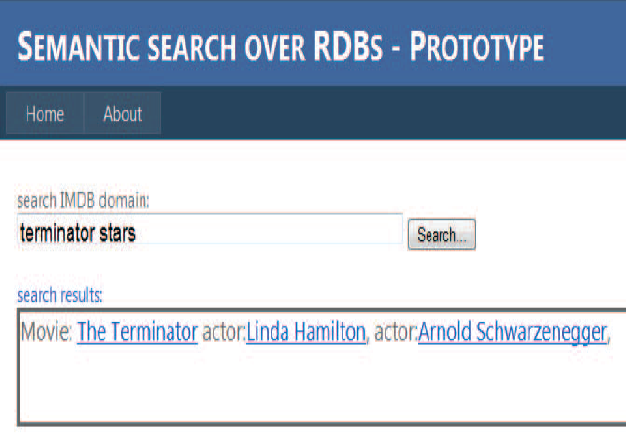 SEMANTIC SEARCH OVER RDBS - PROTOTYPE
Home About
search IMDB domain:
terminator stars Search...
search results:
Movie: The Terminator actor:Linda Hamilton, actor:Arnold Schwarzenegger,